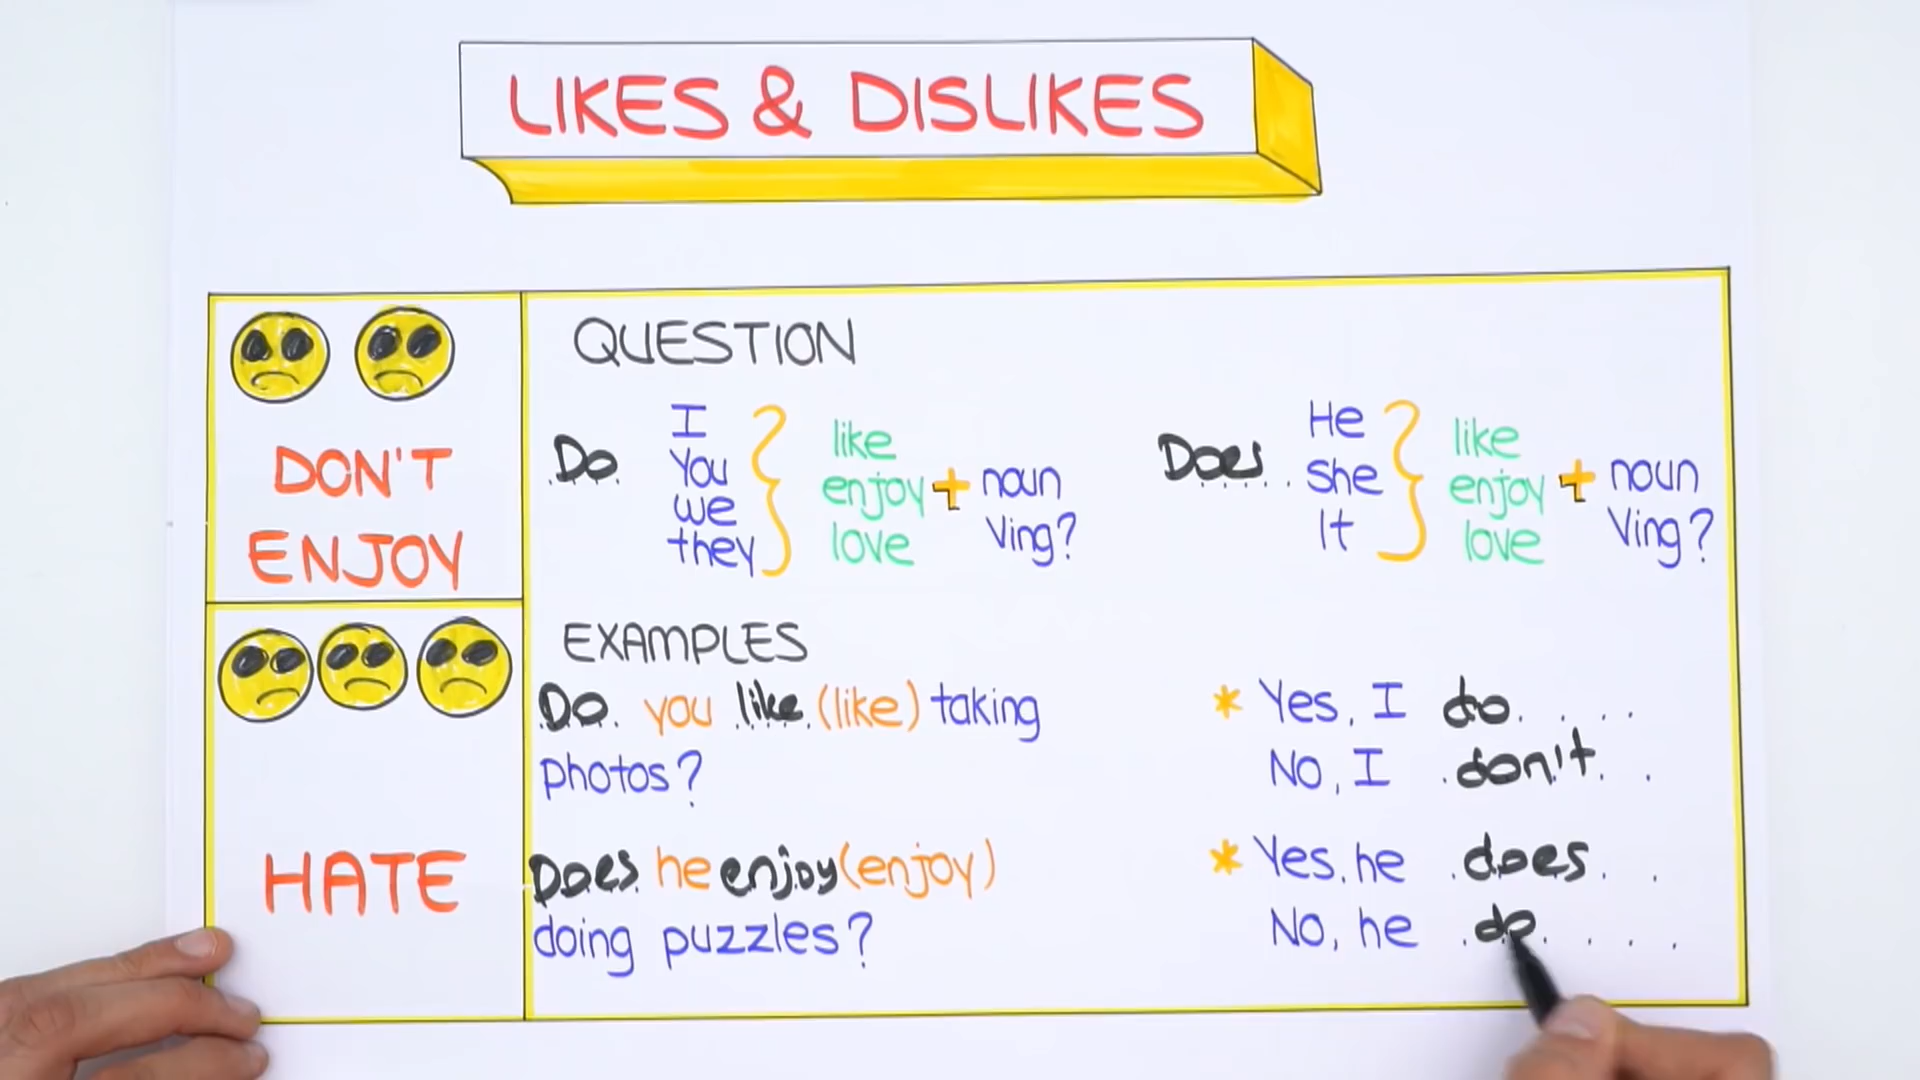 LIKES & DISLIKES
DON'T
ENJOY
HATE
QUESTION
Do
I
You
we
they
like
enjoy
love
+
noun
Ving?
Does
He
She
It
like
enjoy
love
+
noun
Ving?
EXAMPLES
Do you like (like) taking
photos?
* Yes, I do
No, I don't
Does he enjoy (enjoy)
doing puzzles?
* Yes, he does
No, he do